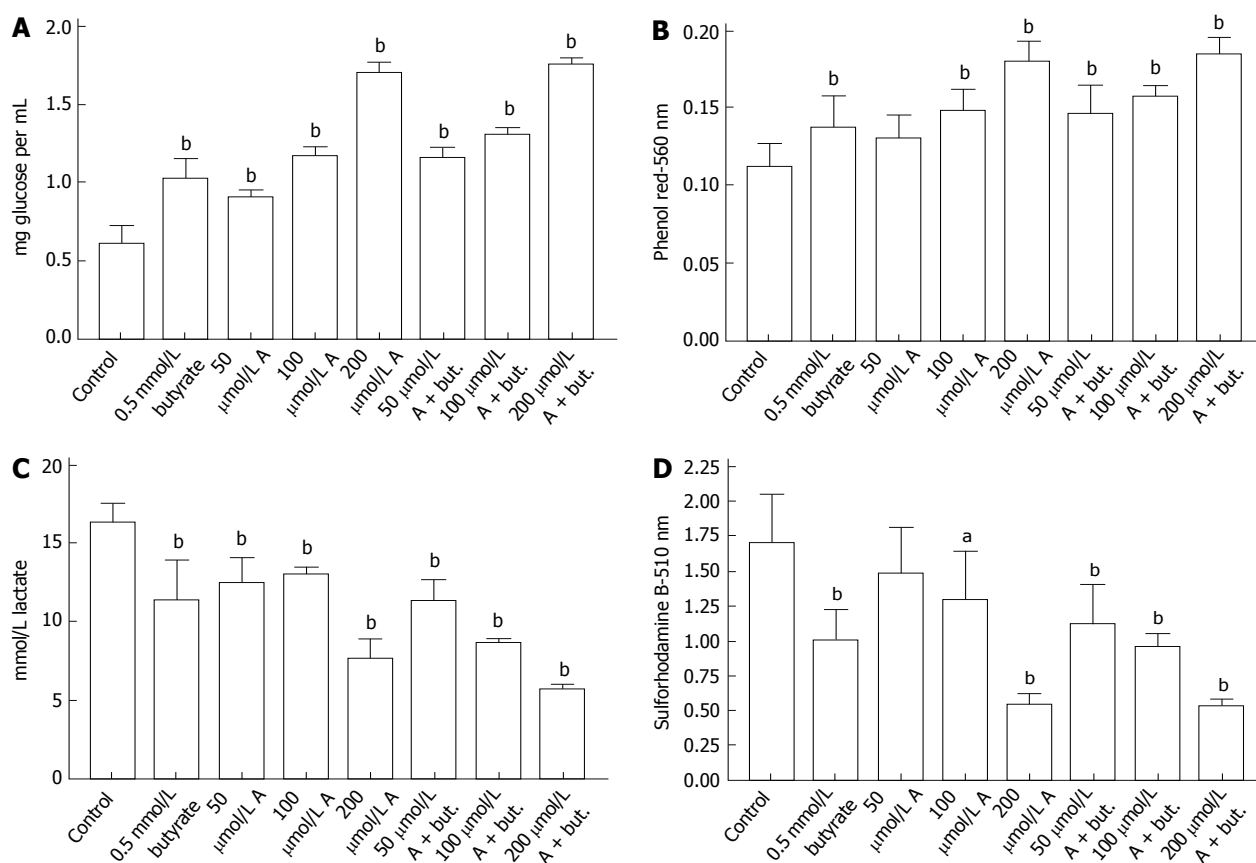 A
2.0
1.5
1.0
0.5
0.0
mg glucose per mL
b
b
b
b
b
b
b
Control
0.5 mmol/L
butyrate
50
μmol/L A
100
μmol/L A
200
μmol/L A
50 μmol/L
A + but.
100 μmol/L
A + but.
200 μmol/L
A + but.
B
0.20
0.15
0.10
0.05
0.00
Phenol red-560 nm
b
b
b
b
b
b
Control
0.5 mmol/L
butyrate
50
μmol/L A
100
μmol/L A
200
μmol/L A
50 μmol/L
A + but.
100 μmol/L
A + but.
200 μmol/L
A + but.
C
20
15
10
5
0
mmol/L lactate
b
b
b
b
b
b
b
Control
0.5 mmol/L
butyrate
50
μmol/L A
100
μmol/L A
200
μmol/L A
50 μmol/L
A + but.
100 μmol/L
A + but.
200 μmol/L
A + but.
D
2.25
2.00
1.75
1.50
1.25
1.00
0.75
0.50
0.25
0.00
Sulforhodamine B-510 nm
b
a
b
b
b
b
Control
0.5 mmol/L
butyrate
50
μmol/L A
100
μmol/L A
200
μmol/L A
50 μmol/L
A + but.
100 μmol/L
A + but.
200 μmol/L
A + but.